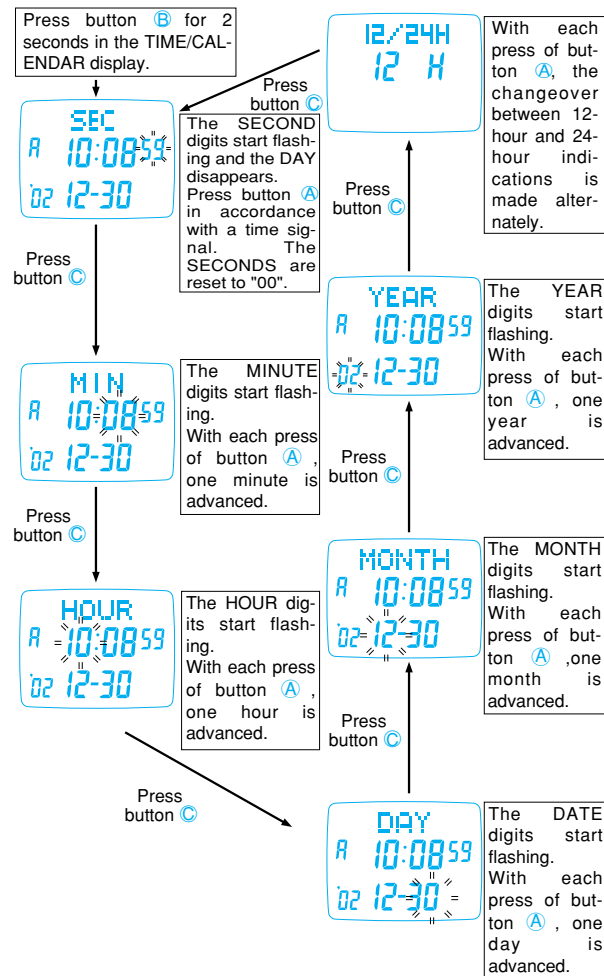 Press button Ⓑ for 2
seconds in the TIME/CAL-
ENDAR display.
SEC
A 10:08 59
'02 12-30
The SECOND
digits start flash-
ing and the DAY
disappears.
Press button Ⓐ
in accordance
with a time sig-
nal. The
SECONDS are
reset to "00".
Press
button Ⓒ
MIN
A 10:08 59
'02 12-30
The MINUTE
digits start flash-
ing.
With each press
of button Ⓐ ,
one minute is
advanced.
Press
button Ⓒ
HOUR
A 10:08 59
'02 12-30
The HOUR dig-
its start flash-
ing.
With each press
of button Ⓐ ,
one hour is
advanced.
Press
button Ⓒ
DAY
A 10:08 59
'02 12-30
The DATE
digits start
flashing.
With each
press of but-
ton Ⓐ , one
day is
advanced.
Press
button Ⓒ
MONTH
A 10:08 59
'02 12-30
The MONTH
digits start
flashing.
With each
press of but-
ton Ⓐ ,one
month is
advanced.
Press
button Ⓒ
YEAR
A 10:08 59
'02 12-30
The YEAR
digits start
flashing.
With each
press of but-
ton Ⓐ , one
year is
advanced.
Press
button Ⓒ
12/24H
12 H
With each
press of but-
ton Ⓐ, the
changeover
between 12-
hour and 24-
hour indi-
cations is
made alter-
nately.
Press
button Ⓒ